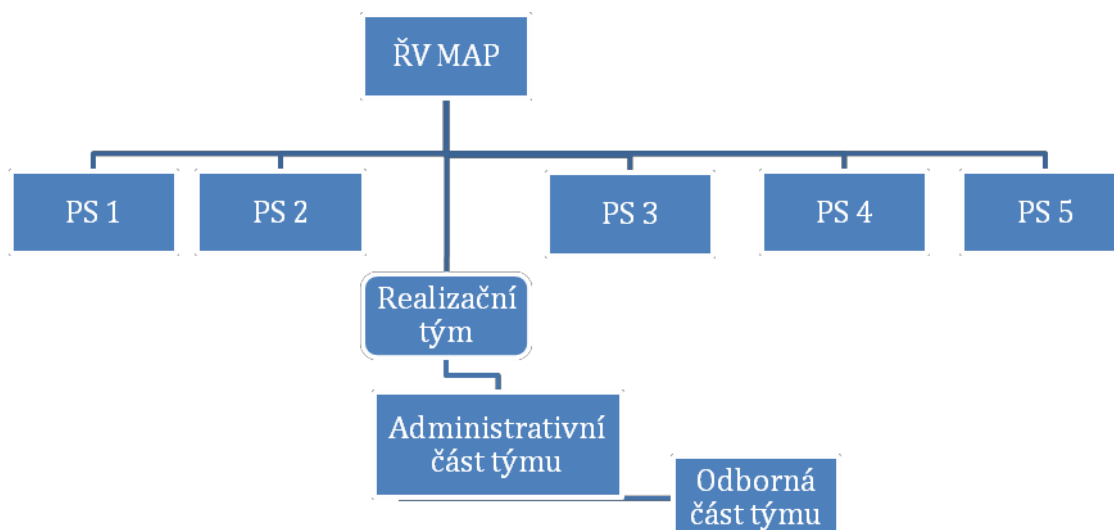 ŘV MAP
PS 1
PS 2
PS 3
PS 4
PS 5
Realizační
tým
Administrativní
část týmu
Odborná
část týmu